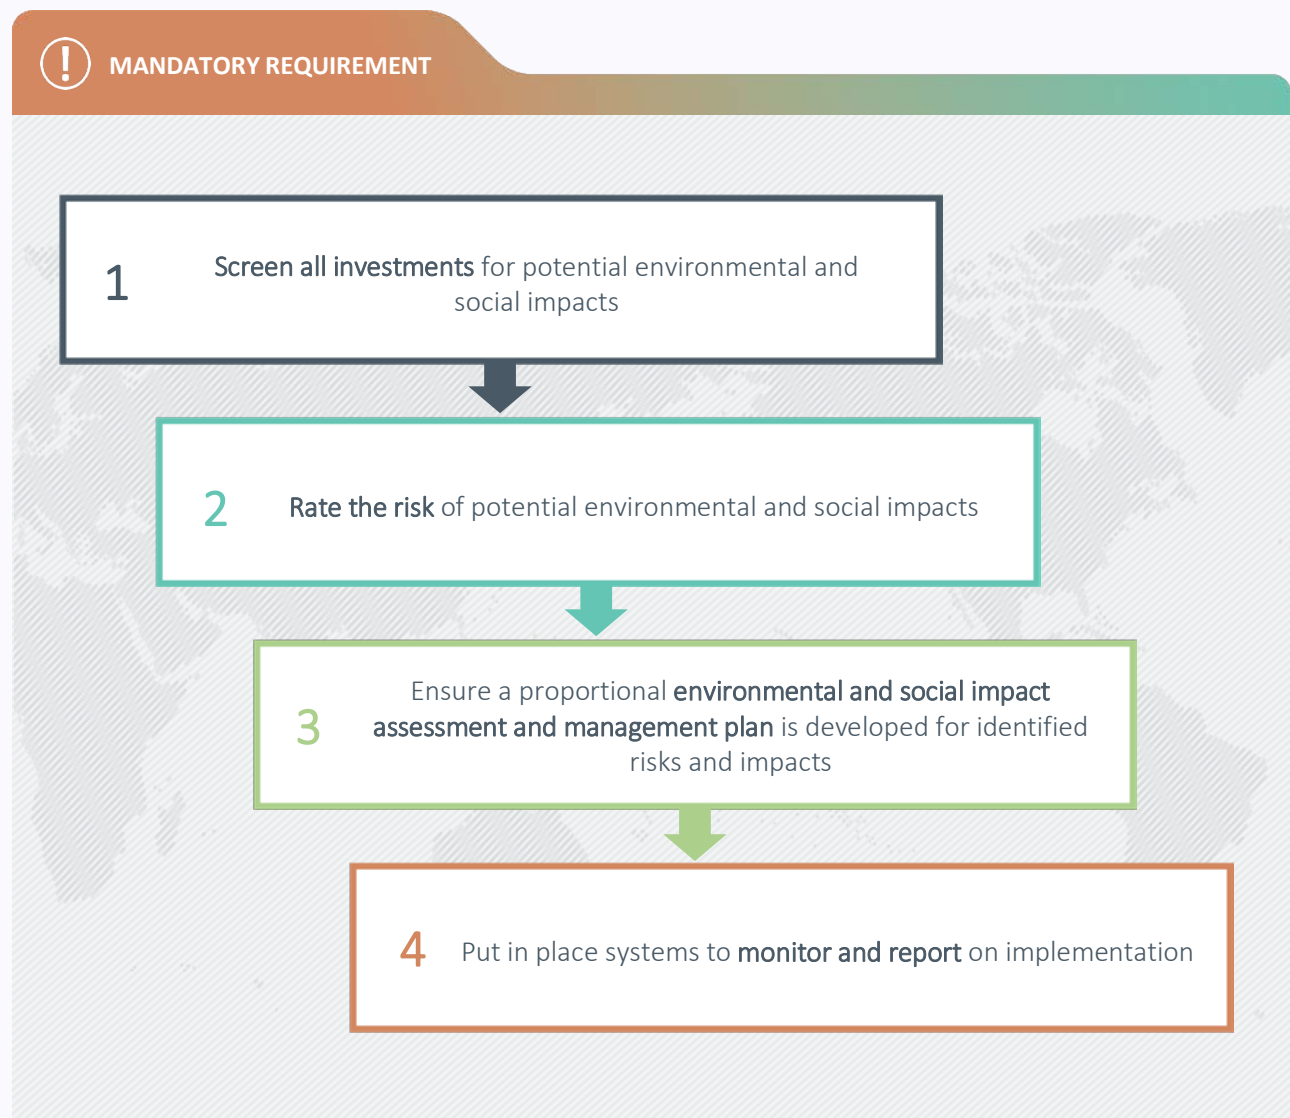 !
MANDATORY REQUIREMENT
1
Screen all investments for potential environmental and
social impacts
2
Rate the risk of potential environmental and social impacts
3
Ensure a proportional environmental and social impact
assessment and management plan is developed for identified
risks and impacts
4
Put in place systems to monitor and report on implementation